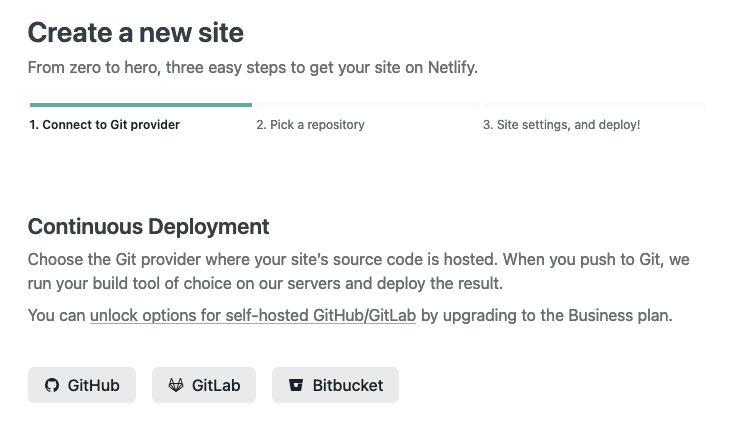 Create a new site
From zero to hero, three easy steps to get your site on Netlify.
1. Connect to Git provider
2. Pick a repository
3. Site settings, and deploy!
Continuous Deployment
Choose the Git provider where your site’s source code is hosted. When you push to Git, we
run your build tool of choice on our servers and deploy the result.
You can unlock options for self-hosted GitHub/GitLab by upgrading to the Business plan.
GitHub
GitLab
Bitbucket